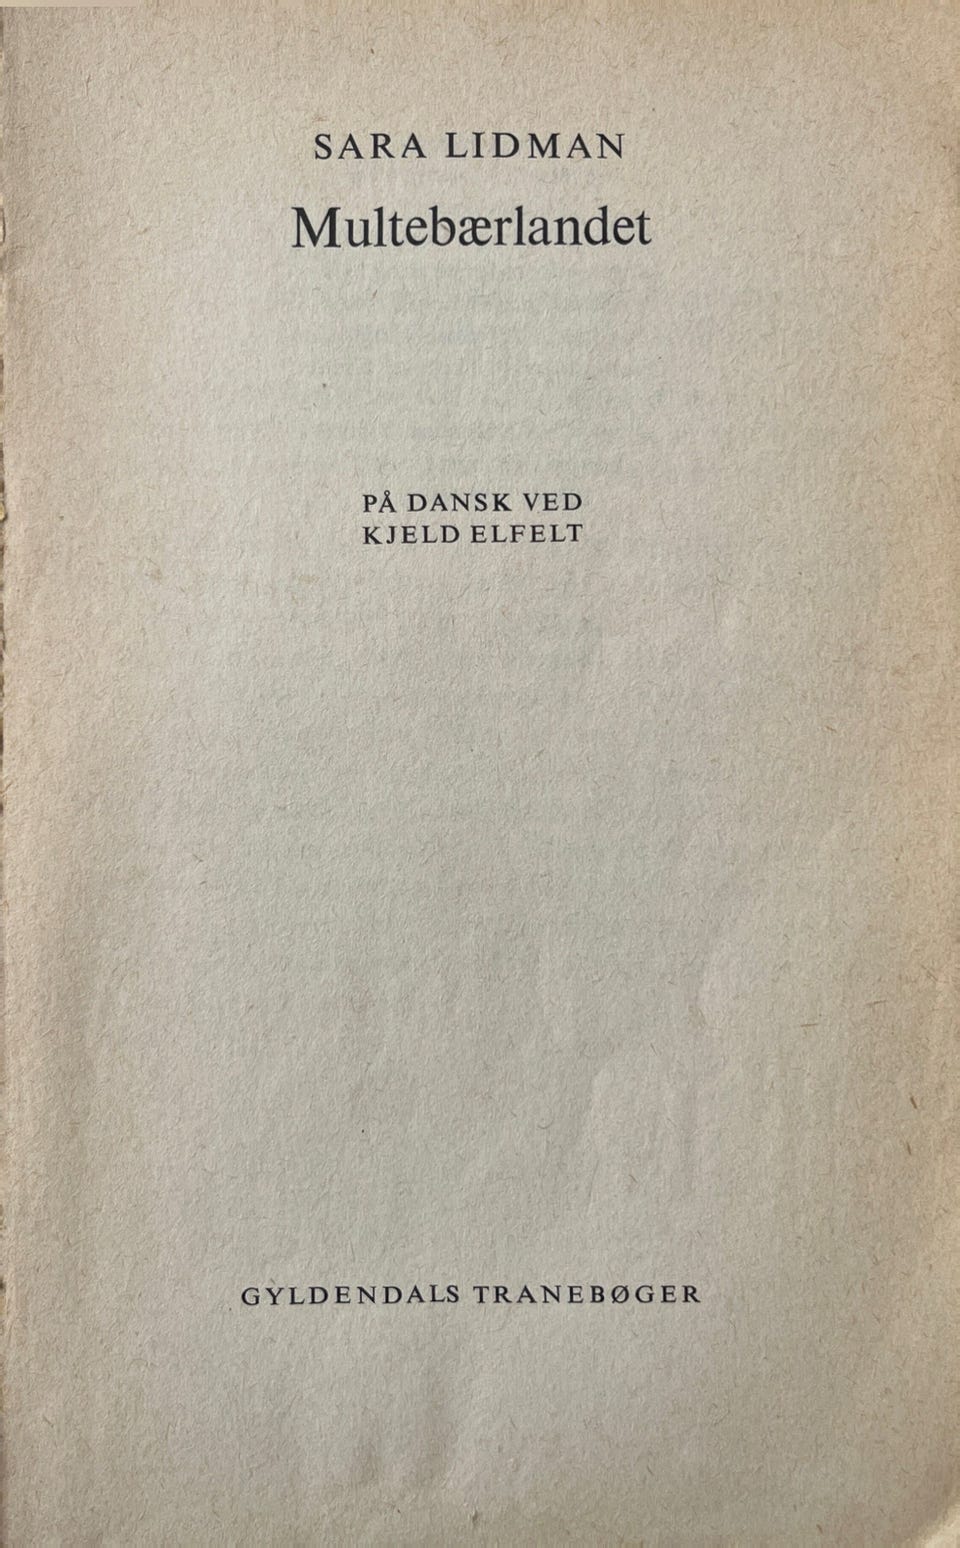 SARA LIDMAN
Multebærlandet
PÅ DANSK VED
KJELD ELFELT
GYLDENDALS TRANEBØGER